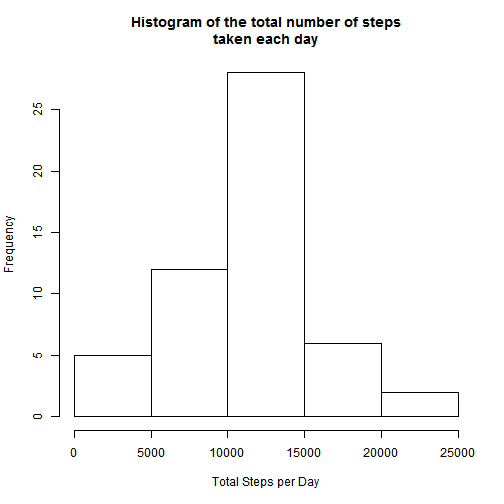 Histogram of the total number of steps
taken each day
Frequency
25
20
15
10
5
0
0 5000 10000 15000 20000 25000
Total Steps per Day